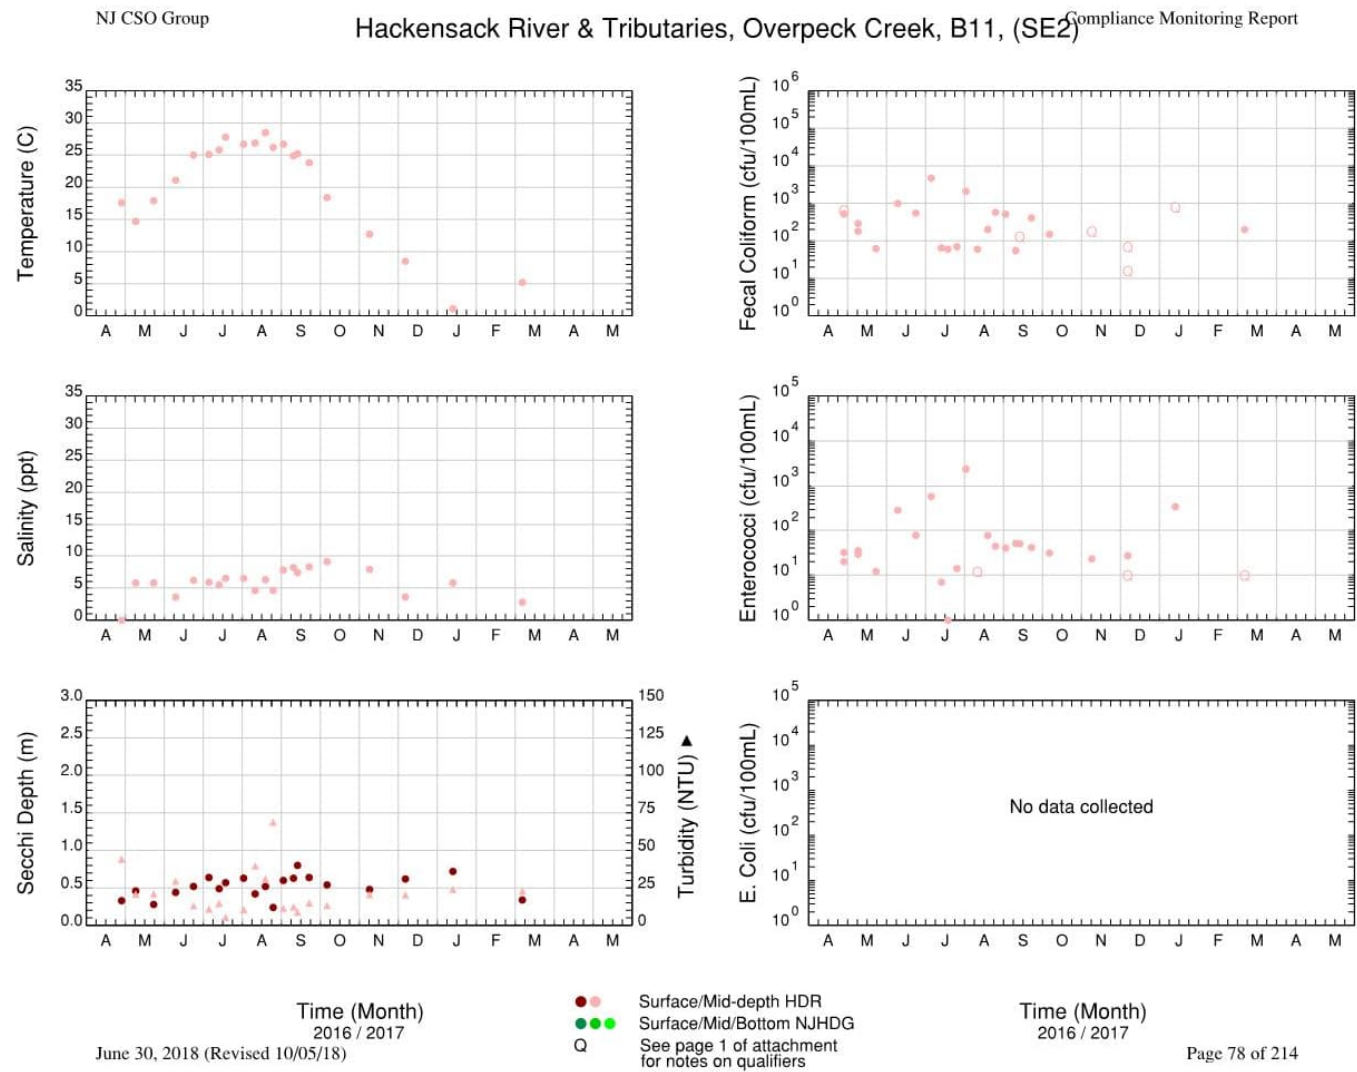 NJ CSO Group
Compliance Monitoring Report
Hackensack River & Tributaries, Overpeck Creek, B11, (SE2)
Temperature (C)
35
30
25
20
15
10
5
0
A M J J A S O N D J F M A M
Fecal Coliform (cfu/100mL)
10^6
10^5
10^4
10^3
10^2
10^1
10^0
Q Q Q Q Q Q
A M J J A S O N D J F M A M
Salinity (ppt)
35
30
25
20
15
10
5
0
A M J J A S O N D J F M A M
Enterococci (cfu/100mL)
10^5
10^4
10^3
10^2
10^1
10^0
Q Q Q
A M J J A S O N D J F M A M
Secchi Depth (m)
3.0
2.5
2.0
1.5
1.0
0.5
0.0
150
125
100
75
50
25
0
Turbidity (NTU) ▲
A M J J A S O N D J F M A M
E. Coli (cfu/100mL)
10^5
10^4
10^3
10^2
10^1
10^0
No data collected
A M J J A S O N D J F M A M
Time (Month)
2016 / 2017
Surface/Mid-depth HDR
Surface/Mid/Bottom NJHDG
Q See page 1 of attachment
for notes on qualifiers
Time (Month)
2016 / 2017
June 30, 2018 (Revised 10/05/18)
Page 78 of 214